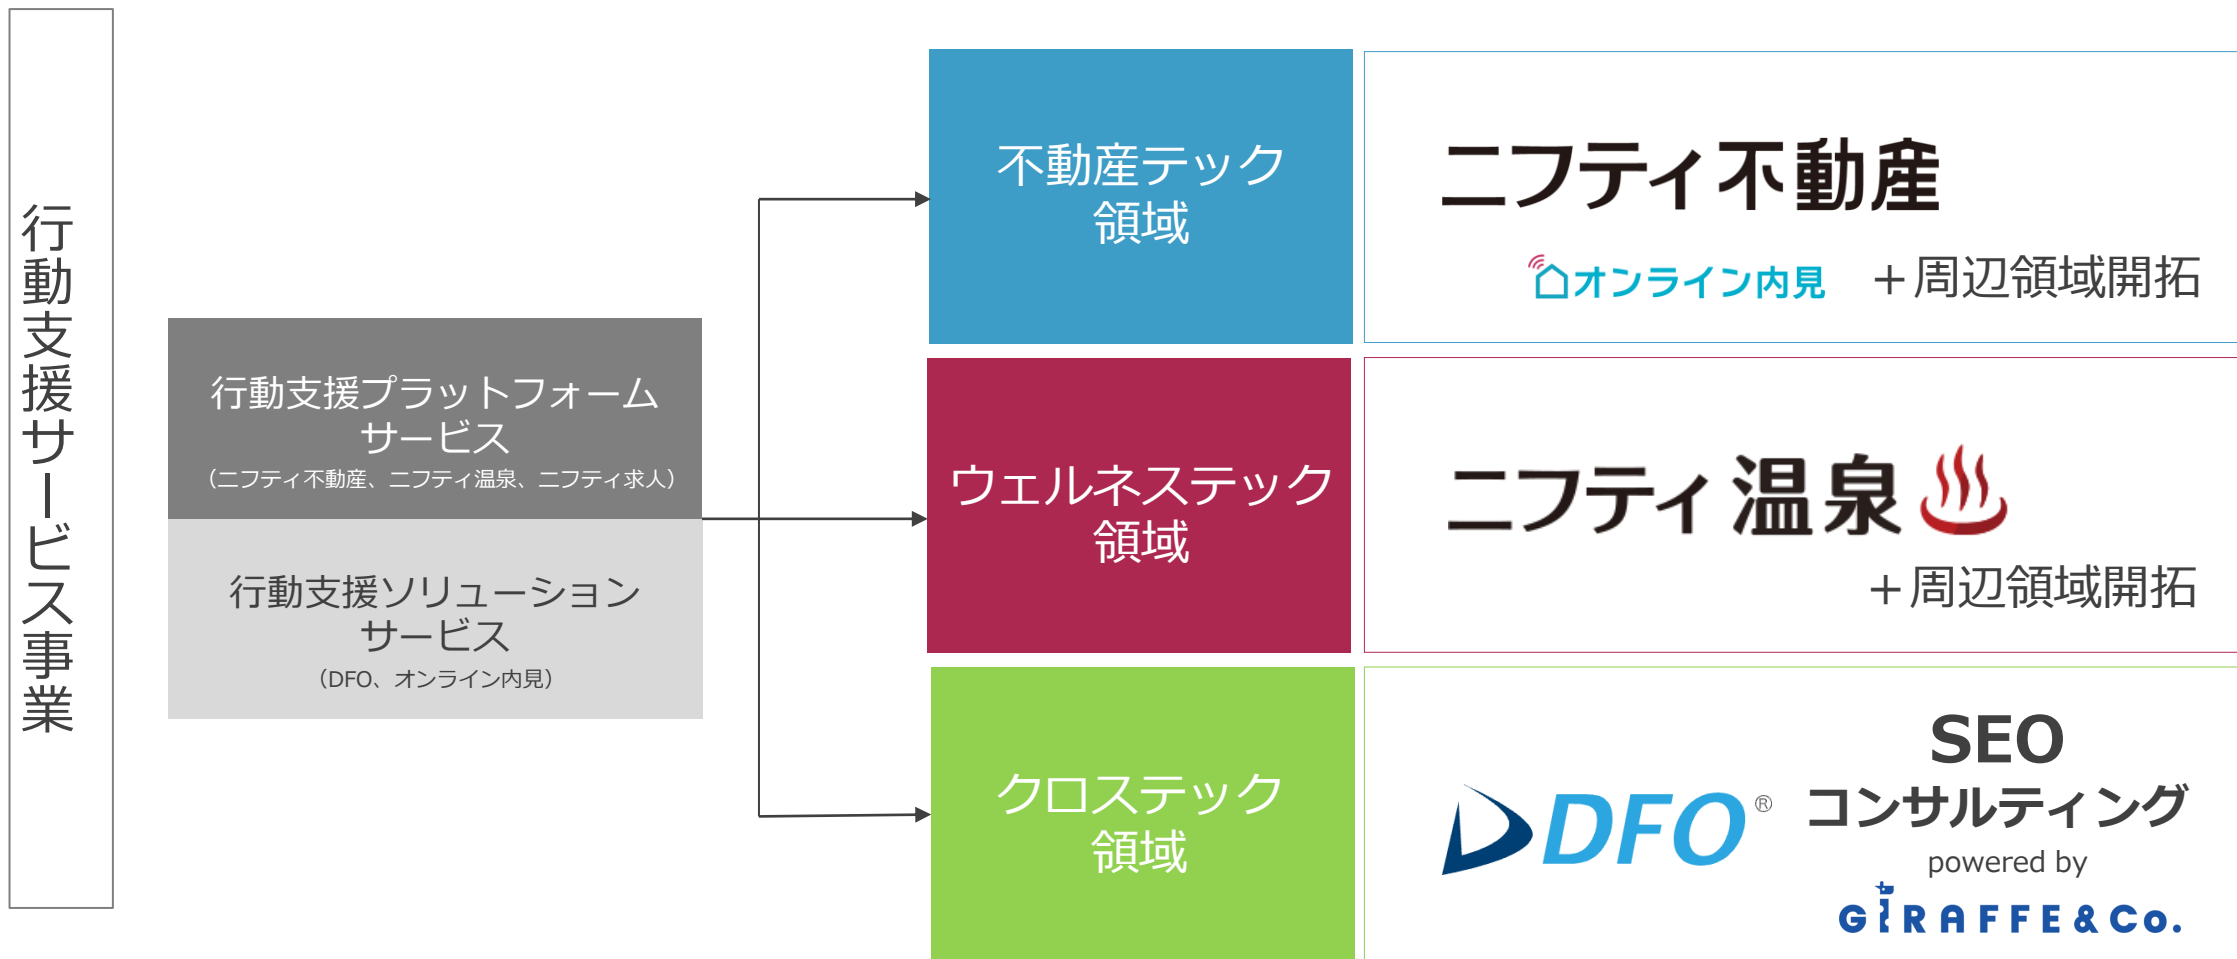 行動支援サービス事業
行動支援プラットフォーム
サービス
（ニフティ不動産、ニフティ温泉、ニフティ求人）
行動支援ソリューション
サービス
（DFO、オンライン内見）
不動産テック
領域
ニフティ不動産
オンライン内見 ＋周辺領域開拓
ウェルネステック
領域
ニフティ温泉
＋周辺領域開拓
クロステック
領域
DFO®
SEO
コンサルティング
powered by
GIRAFFE&Co.